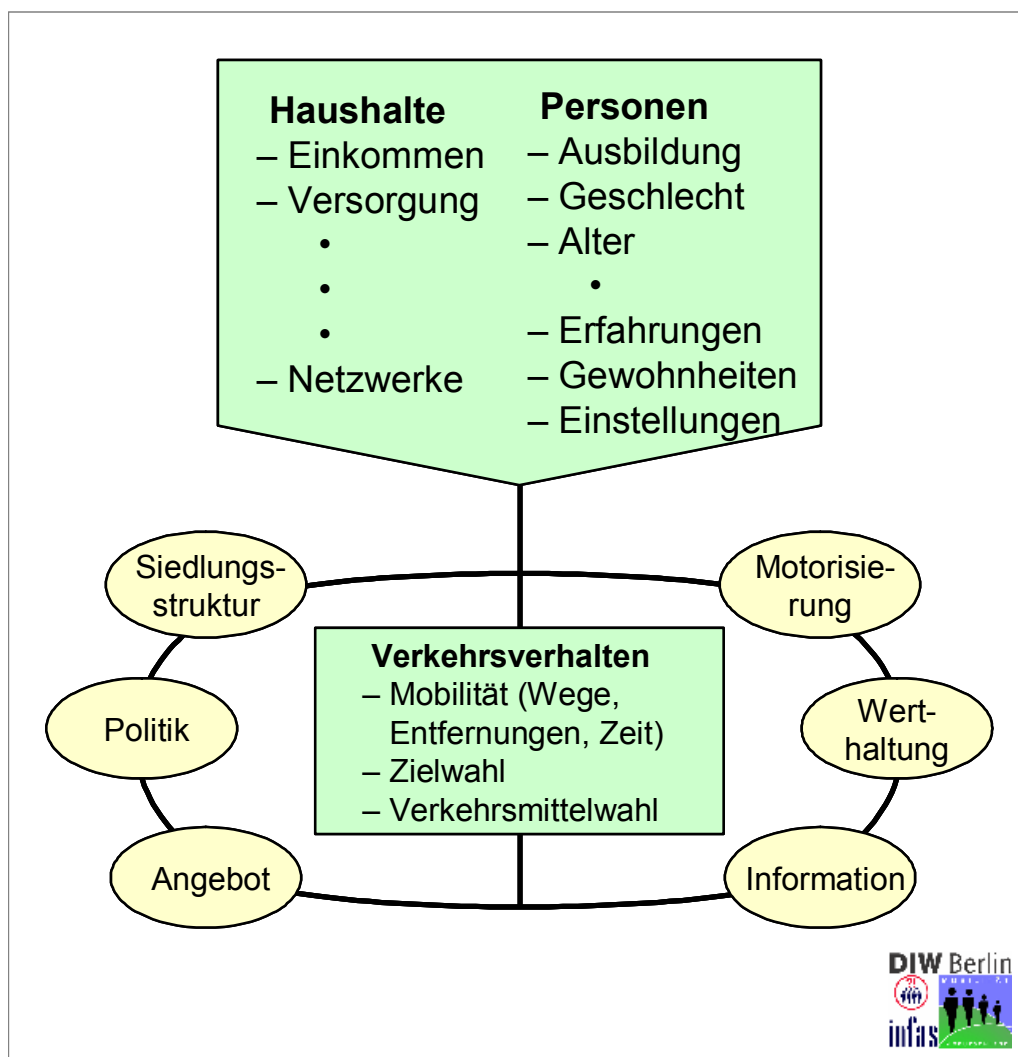 Haushalte
– Einkommen
– Versorgung
•
•
•
– Netzwerke
Personen
– Ausbildung
– Geschlecht
– Alter
•
– Erfahrungen
– Gewohnheiten
– Einstellungen
Siedlungs-
struktur
Motorisie-
rung
Verkehrsverhalten
– Mobilität (Wege,
Entfernungen, Zeit)
– Zielwahl
– Verkehrsmittelwahl
Politik
Wert-
haltung
Angebot
Information
DIW Berlin
infas